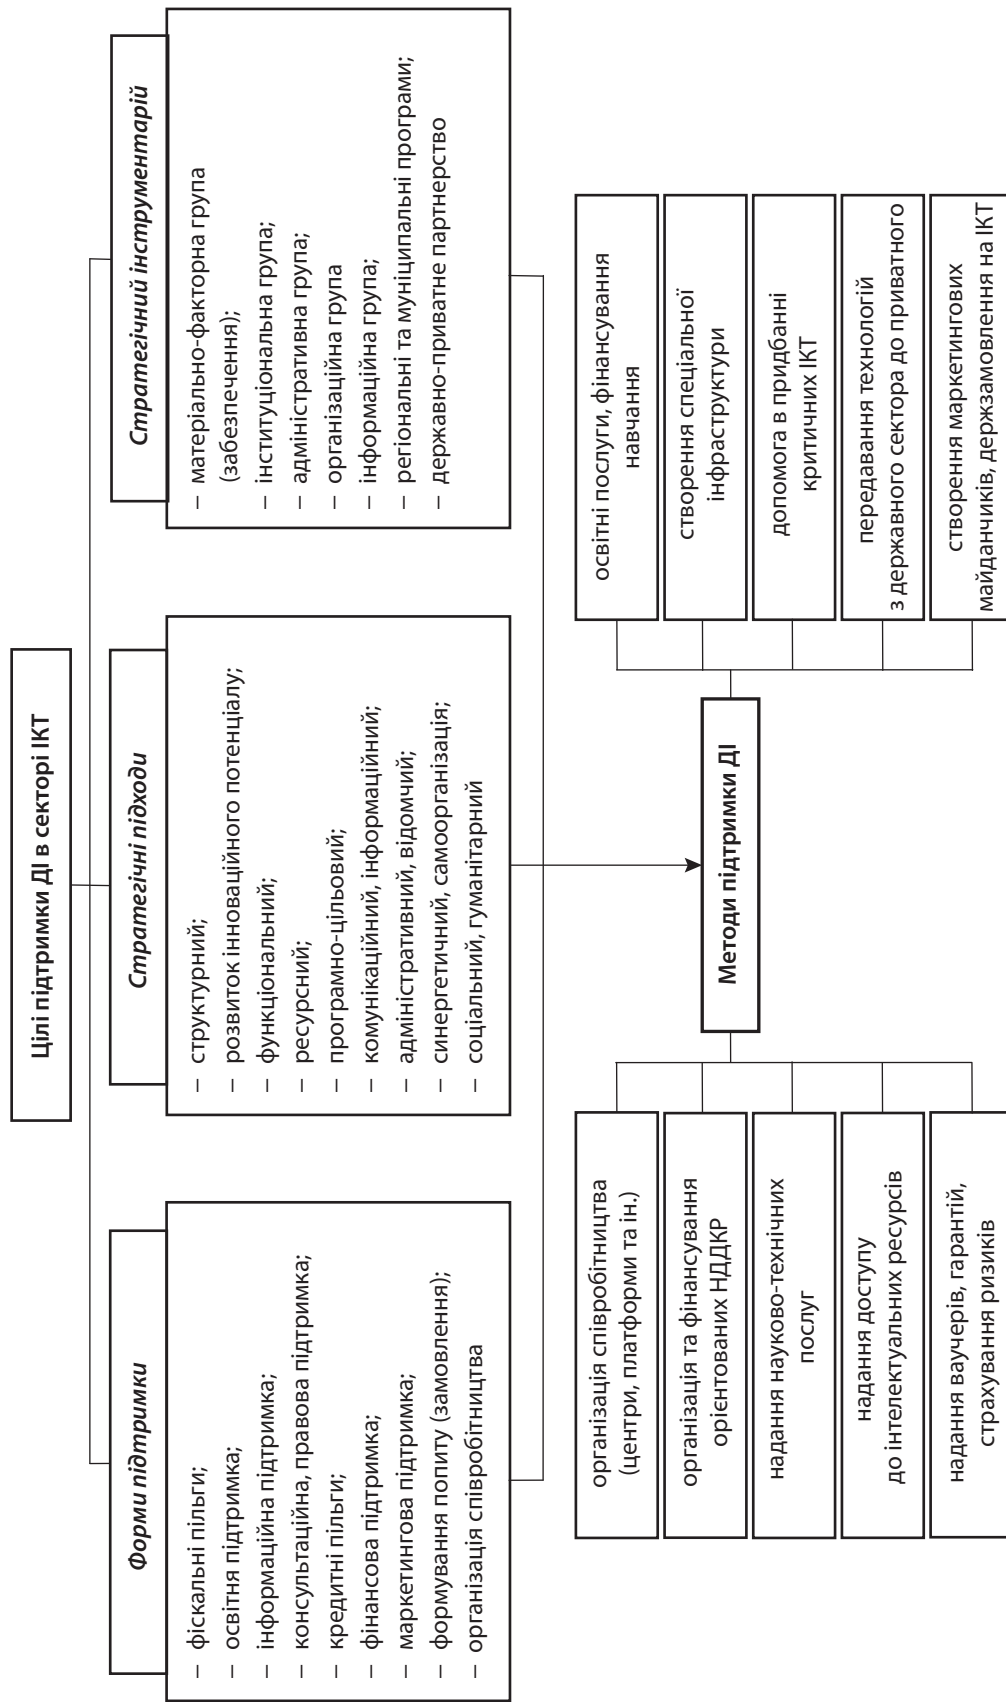 Цілі підтримки ДІ в секторі ІКТ
Форми підтримки
– фіскальні пільги;
– освітня підтримка;
– інформаційна підтримка;
– консультаційна, правова підтримка;
– кредитні пільги;
– фінансова підтримка;
– маркетингова підтримка;
– формування попиту (замовлення);
– організація співробітництва
Стратегічні підходи
– структурний;
– розвиток інноваційного потенціалу;
– функціональний;
– ресурсний;
– програмно-цільовий;
– комунікаційний, інформаційний;
– адміністративний, відомчий;
– синергетичний, самоорганізація;
– соціальний, гуманітарний
Стратегічний інструментарій
– матеріально-факторна група
(забезпечення);
– інституціональна група;
– адміністративна група;
– організаційна група
– інформаційна група;
– регіональні та муніципальні програми;
– державно-приватне партнерство
Методи підтримки ДІ
організація співробітництва
(центри, платформи та ін.)
організація та фінансування
орієнтованих НДДКР
надання науково-технічних
послуг
надання доступу
до інтелектуальних ресурсів
надання ваучерів, гарантій,
страхування ризиків
освітні послуги, фінансування
навчання
створення спеціальної
інфраструктури
допомога в придбанні
критичних ІКТ
передавання технологій
з державного сектора до приватного
створення маркетингових
майданчиків, держзамовлення на ІКТ